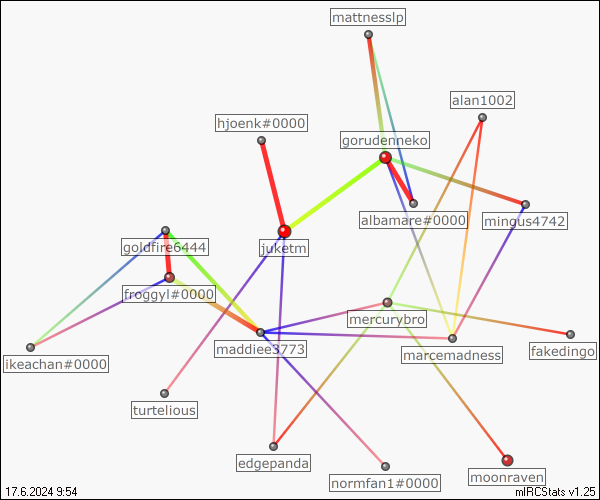 mattnesslp
alan1002
hjoenk#0000
gorudenneko
albamare#0000
mingus4742
goldfire6444
juketm
froggyl#0000
mercurybro
maddiee3773
marcemadness
fakedingo
ikeachan#0000
turtelious
edgepanda
normfan1#0000
moonraven
17.6.2024 9:54
mIRCStats v1.25